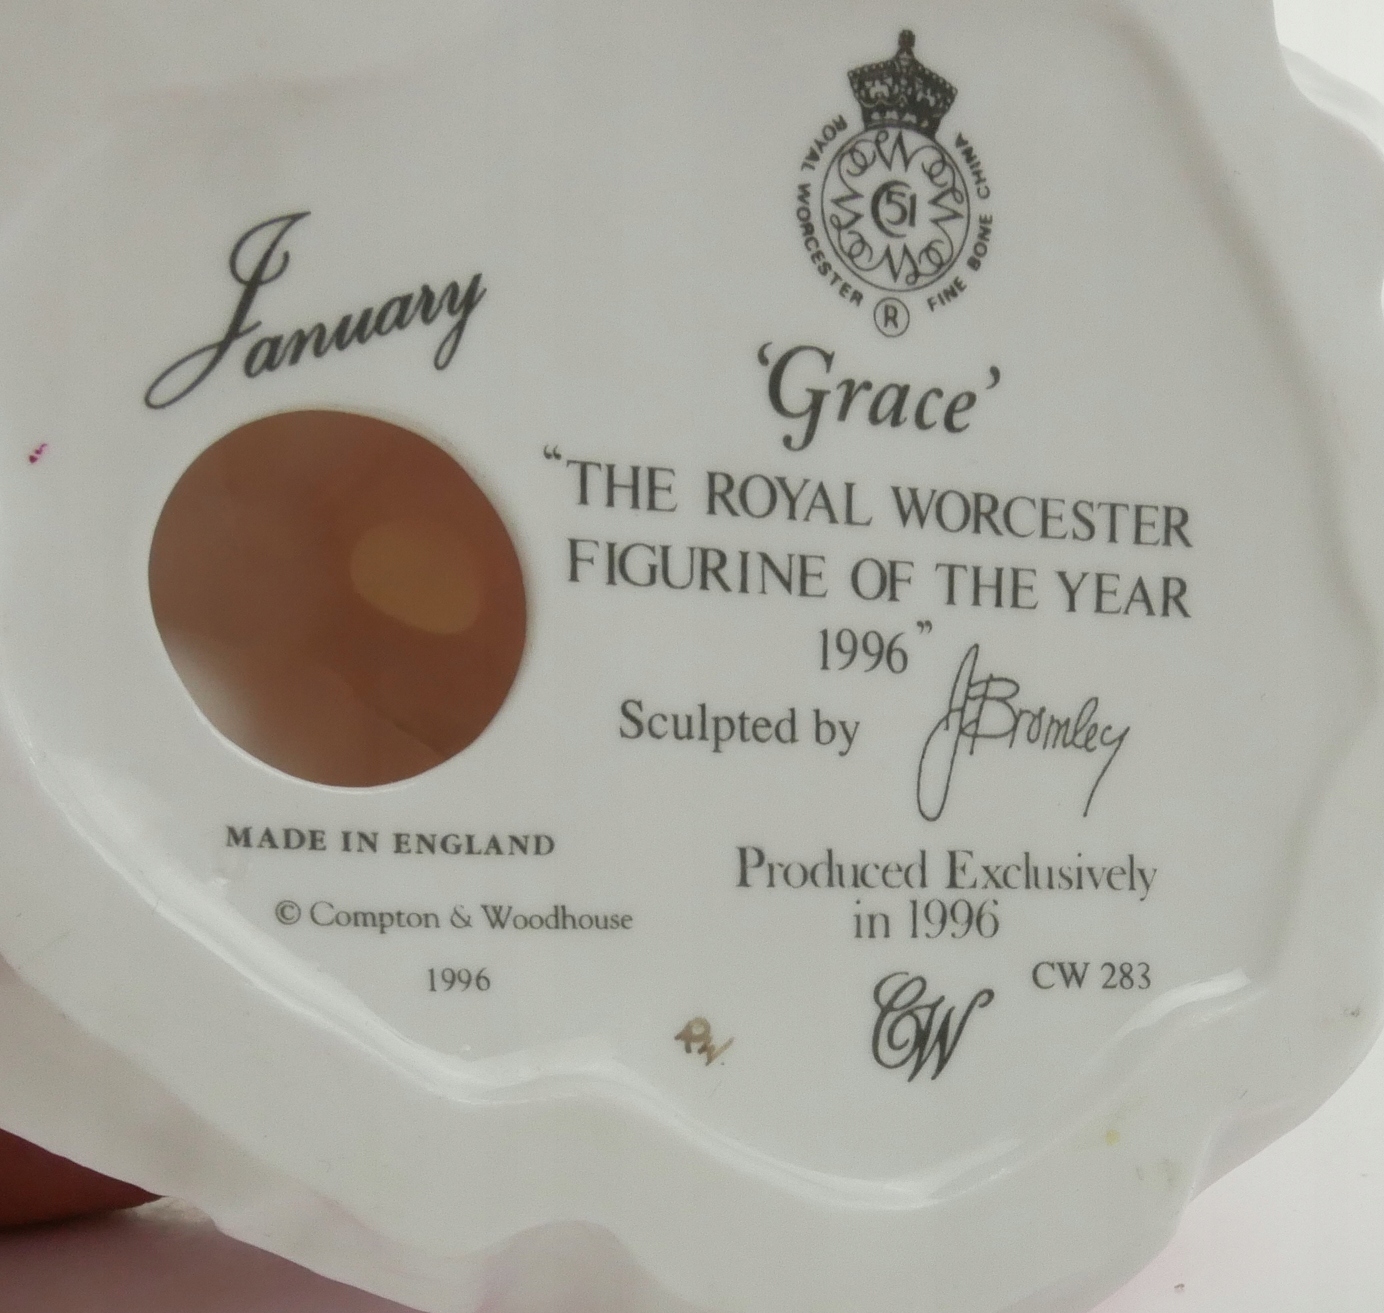 ROYAL WORCESTER FINE BONE CHINA
51
R
January
‘Grace’
“THE ROYAL WORCESTER
FIGURINE OF THE YEAR
1996”
Sculpted by J Bromley
MADE IN ENGLAND
© Compton & Woodhouse
1996
Produced Exclusively
in 1996
CW 283
CW